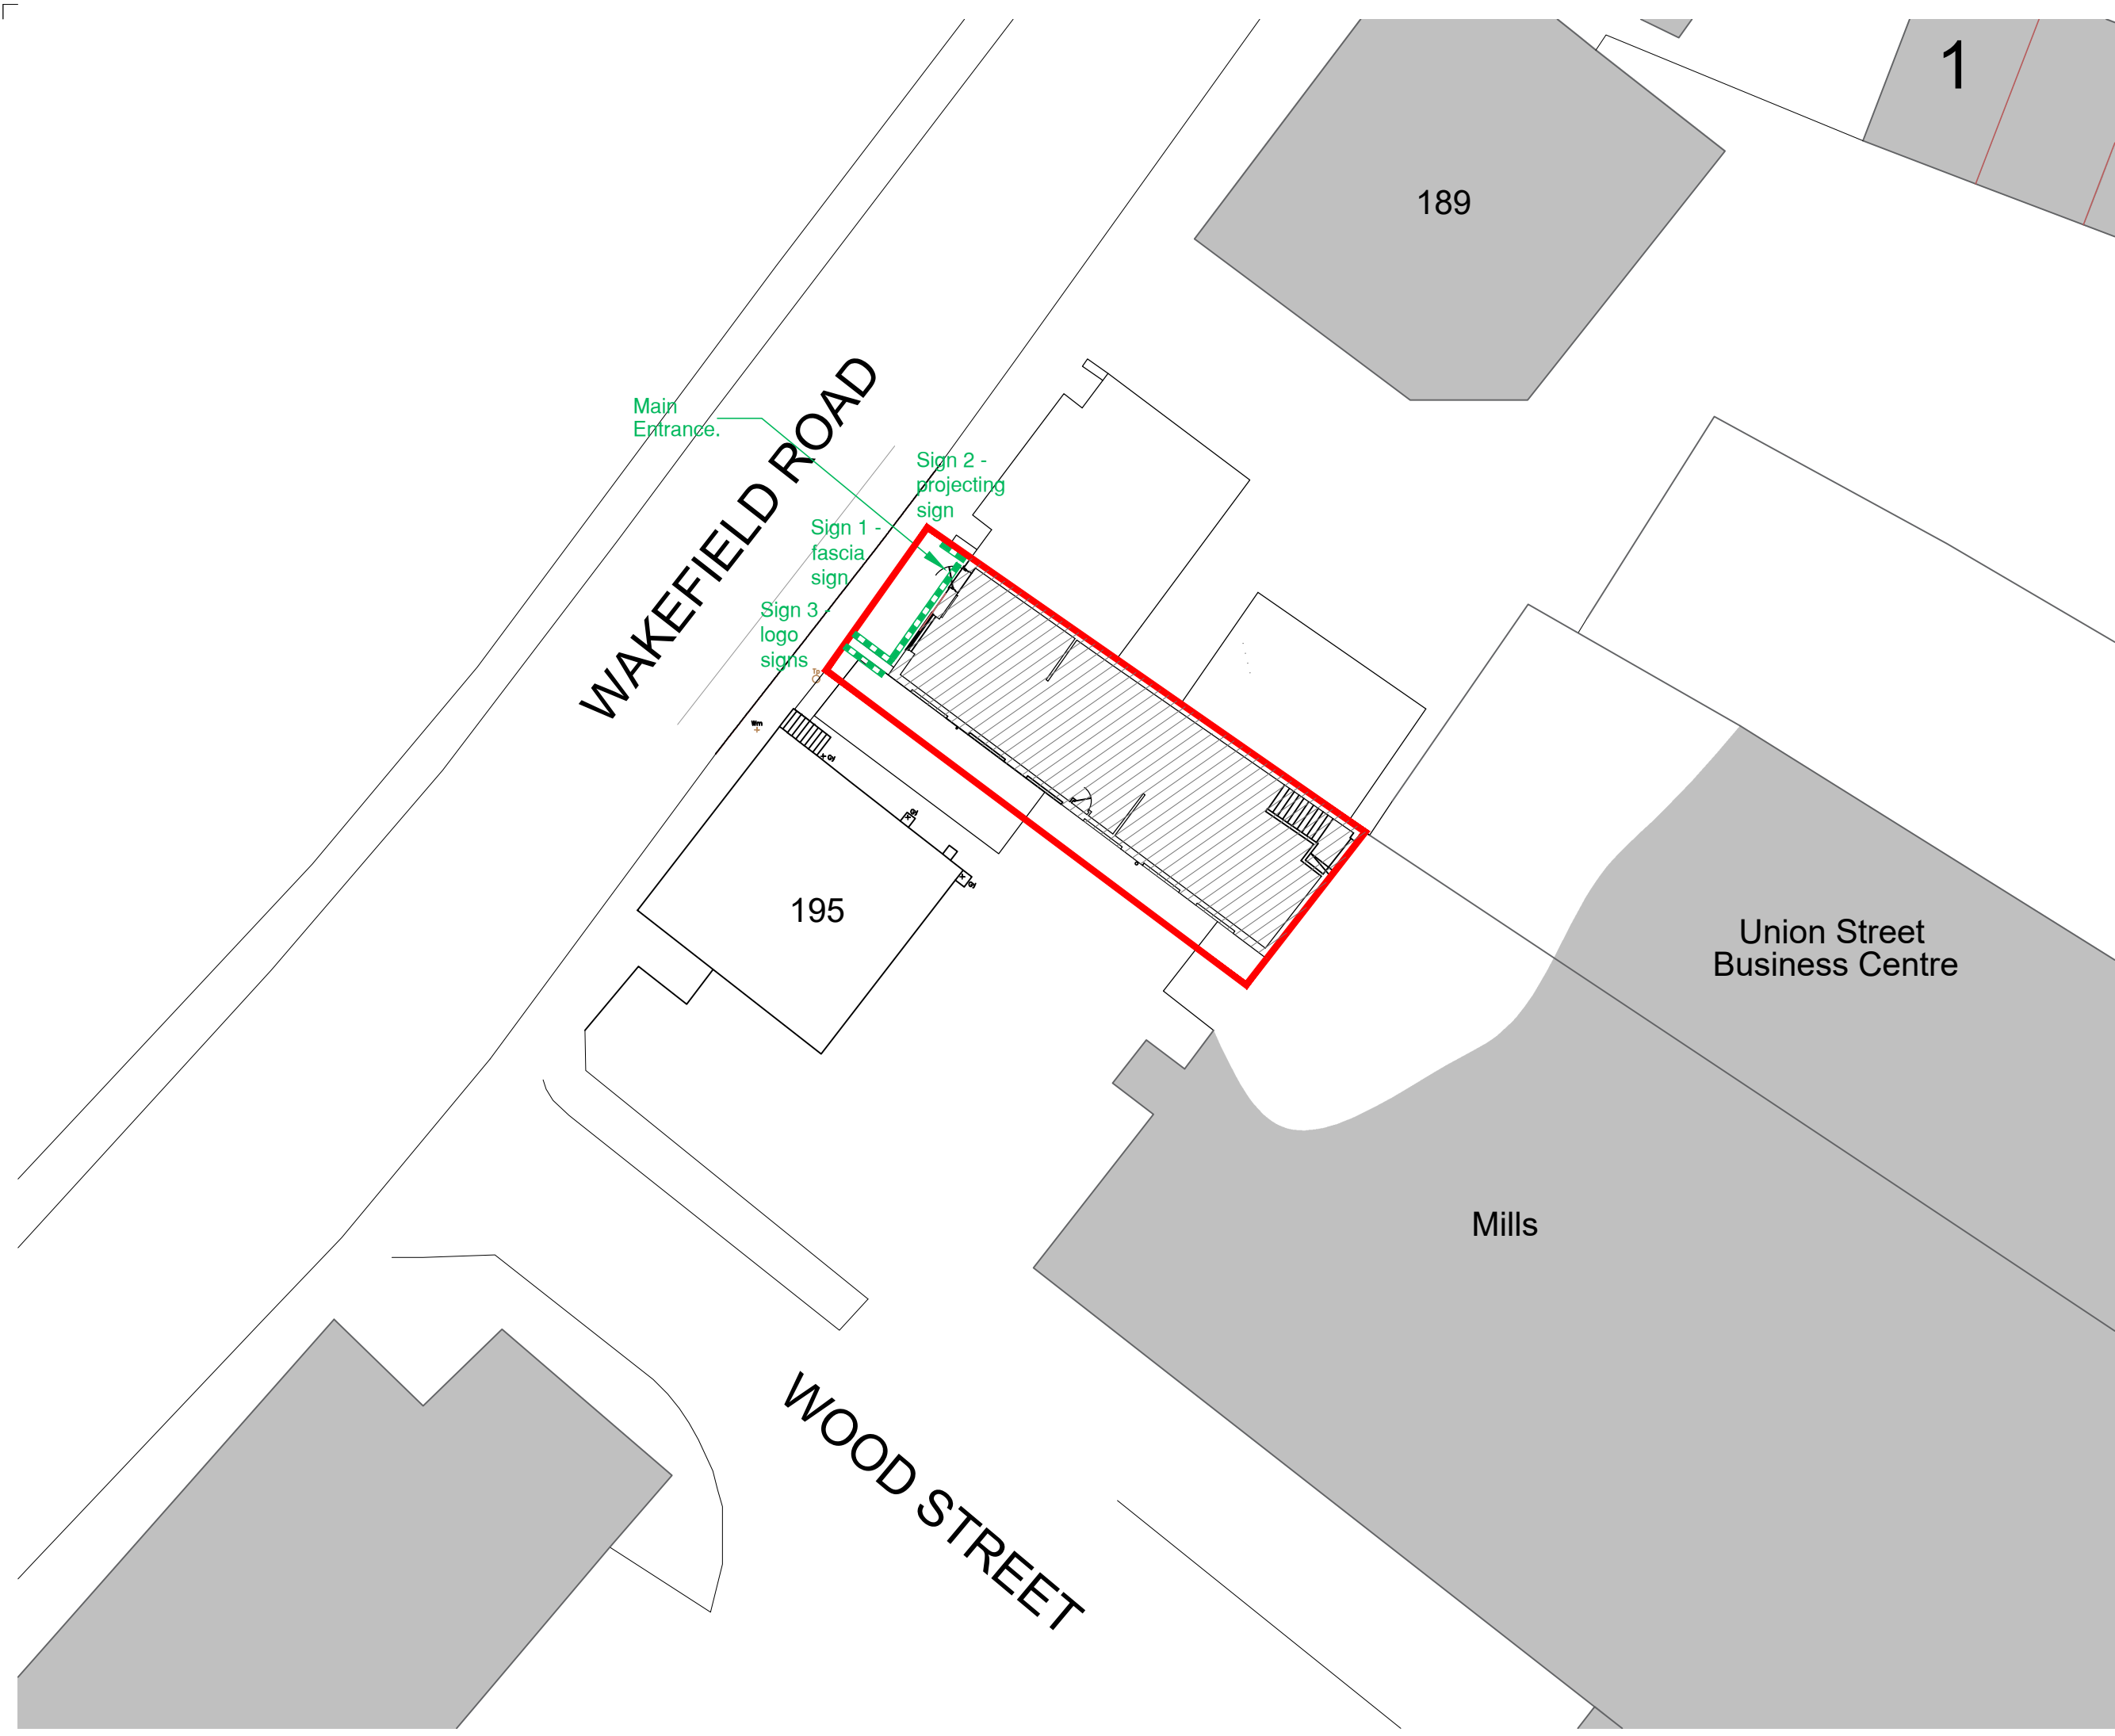 1
189
Main
Entrance.
WAKEFIELD ROAD
Sign 2 -
projecting
sign
Sign 1 -
fascia
sign
Sign 3 -
logo
signs
Wm
195
Union Street
Business Centre
Mills
WOOD STREET